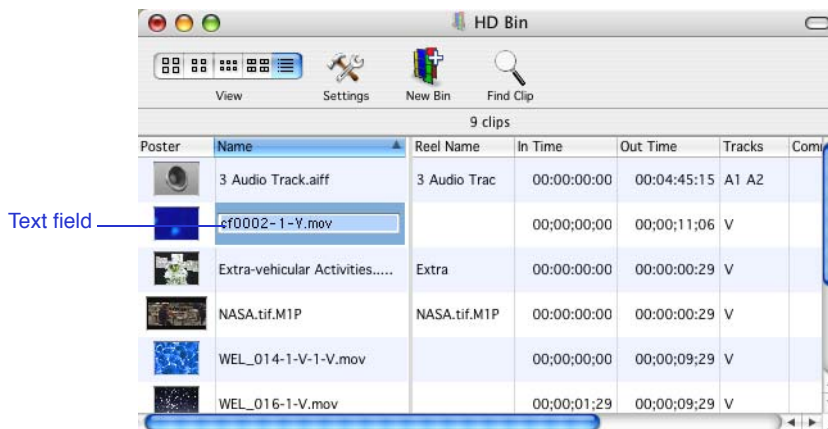 HD Bin
View Settings New Bin Find Clip
9 clips
Poster Name Reel Name In Time Out Time Tracks
3 Audio Track.aiff 3 Audio Trac 00:00:00:00 00:04:45:15 A1 A2
Text field cf0002-1-V.mov 00;00;00;00 00;00;11;06 V
Extra-vehicular Activities..... Extra 00:00:00:00 00:00:00:29 V
NASA.tif.M1P NASA.tif.M1P 00:00:00:00 00:00:00:29 V
WEL_014-1-V-1-V.mov 00;00;00;00 00;00;09;29 V
WEL_016-1-V.mov 00;00;01;29 00;00;09;29 V